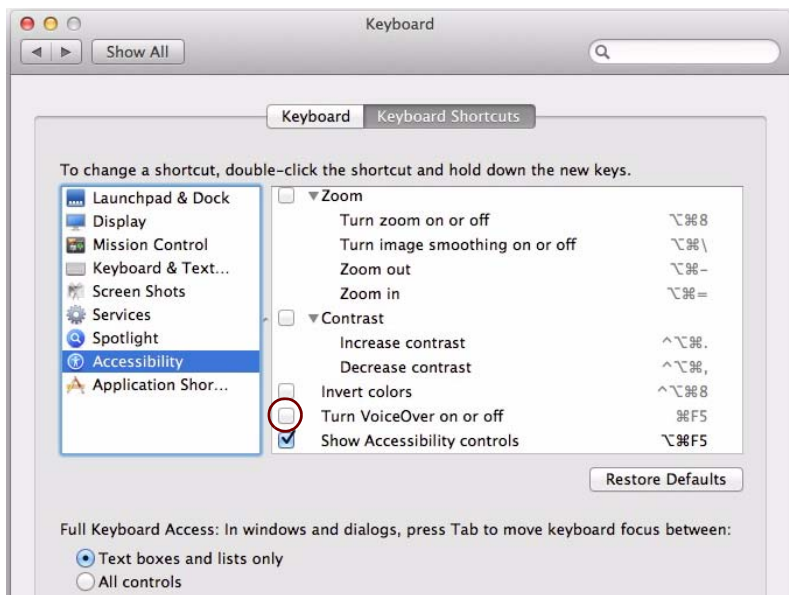 Keyboard
Show All
Keyboard Keyboard Shortcuts
To change a shortcut, double-click the shortcut and hold down the new keys.
Launchpad & Dock
Display
Mission Control
Keyboard & Text...
Screen Shots
Services
Spotlight
Accessibility
Application Shor...
Zoom
Turn zoom on or off ⌥⌘8
Turn image smoothing on or off ⌥⌘\
Zoom out ⌥⌘-
Zoom in ⌥⌘=
Contrast
Increase contrast ^⌥⌘.
Decrease contrast ^⌥⌘,
Invert colors ^⌥⌘8
Turn VoiceOver on or off ⌘F5
Show Accessibility controls ⌥⌘F5
Restore Defaults
Full Keyboard Access: In windows and dialogs, press Tab to move keyboard focus between:
Text boxes and lists only
All controls